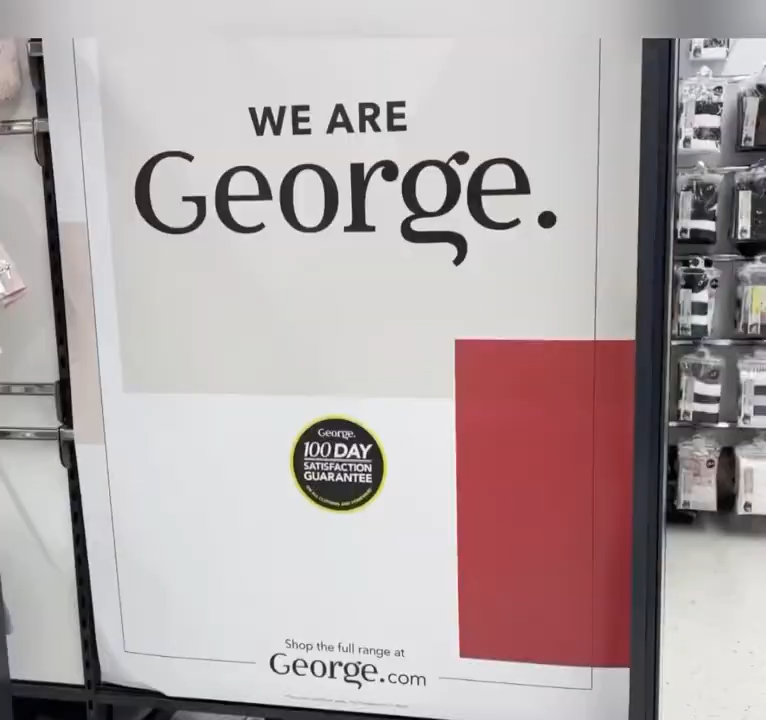 WE ARE
George.
George.
100 DAY
SATISFACTION
GUARANTEE
Shop the full range at
George.com